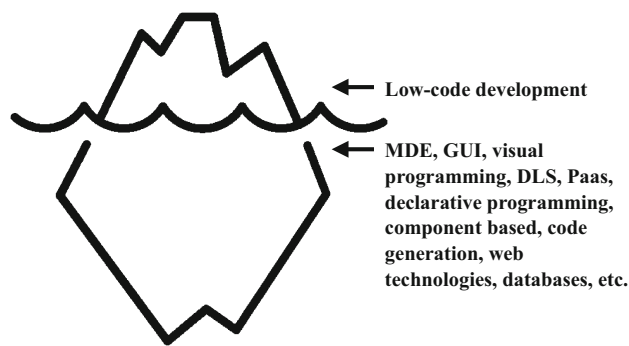 Low-code development
MDE, GUI, visual
programming, DLS, Paas,
declarative programming,
component based, code
generation, web
technologies, databases, etc.